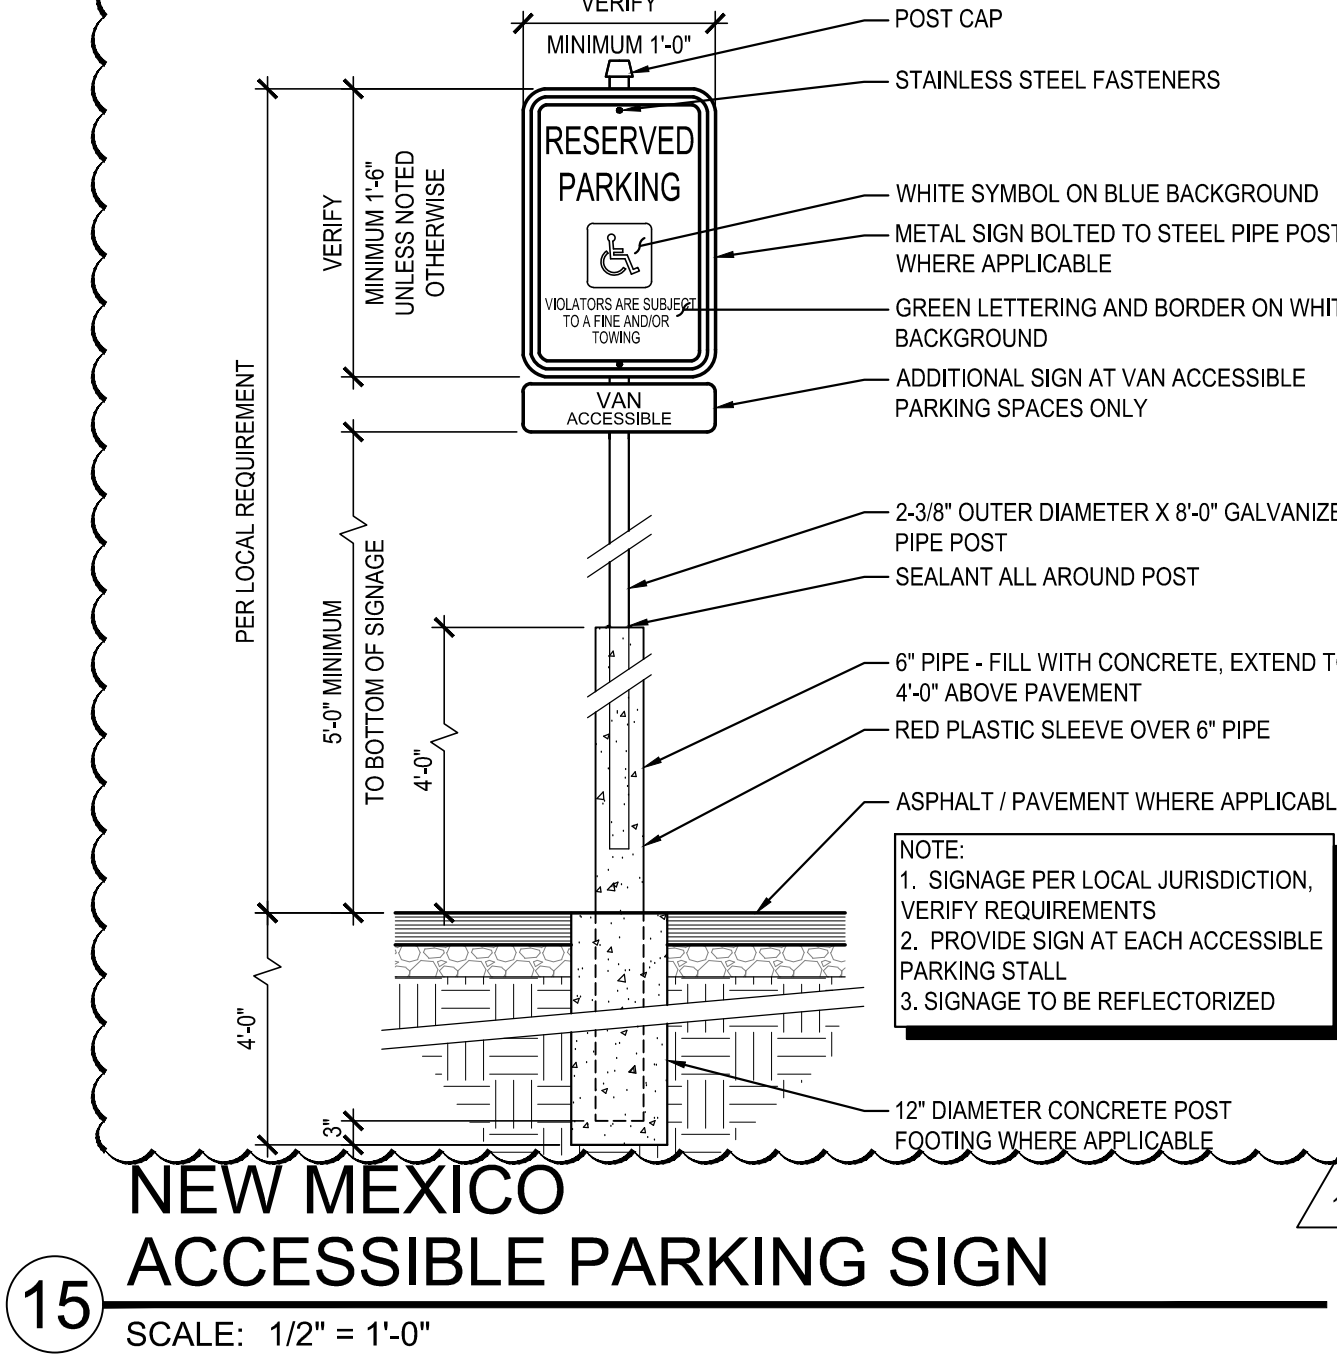 VERIFY
MINIMUM 1'-0"
POST CAP
STAINLESS STEEL FASTENERS
RESERVED
PARKING
VIOLATORS ARE SUBJECT
TO A FINE AND/OR
TOWING
VAN
ACCESSIBLE
WHITE SYMBOL ON BLUE BACKGROUND
METAL SIGN BOLTED TO STEEL PIPE POST
WHERE APPLICABLE
GREEN LETTERING AND BORDER ON WHIT
BACKGROUND
ADDITIONAL SIGN AT VAN ACCESSIBLE
PARKING SPACES ONLY
2-3/8" OUTER DIAMETER X 8'-0" GALVANIZE
PIPE POST
SEALANT ALL AROUND POST
6" PIPE - FILL WITH CONCRETE, EXTEND TO
4'-0" ABOVE PAVEMENT
RED PLASTIC SLEEVE OVER 6" PIPE
ASPHALT / PAVEMENT WHERE APPLICABL
NOTE:
1. SIGNAGE PER LOCAL JURISDICTION,
VERIFY REQUIREMENTS
2. PROVIDE SIGN AT EACH ACCESSIBLE
PARKING STALL
3. SIGNAGE TO BE REFLECTORIZED
12" DIAMETER CONCRETE POST
FOOTING WHERE APPLICABLE
PER LOCAL REQUIREMENT
VERIFY
MINIMUM 1'-6"
UNLESS NOTED
OTHERWISE
5'-0" MINIMUM
TO BOTTOM OF SIGNAGE
4'-0"
4'-0"
3"
NEW MEXICO
ACCESSIBLE PARKING SIGN
15
SCALE: 1/2" = 1'-0"